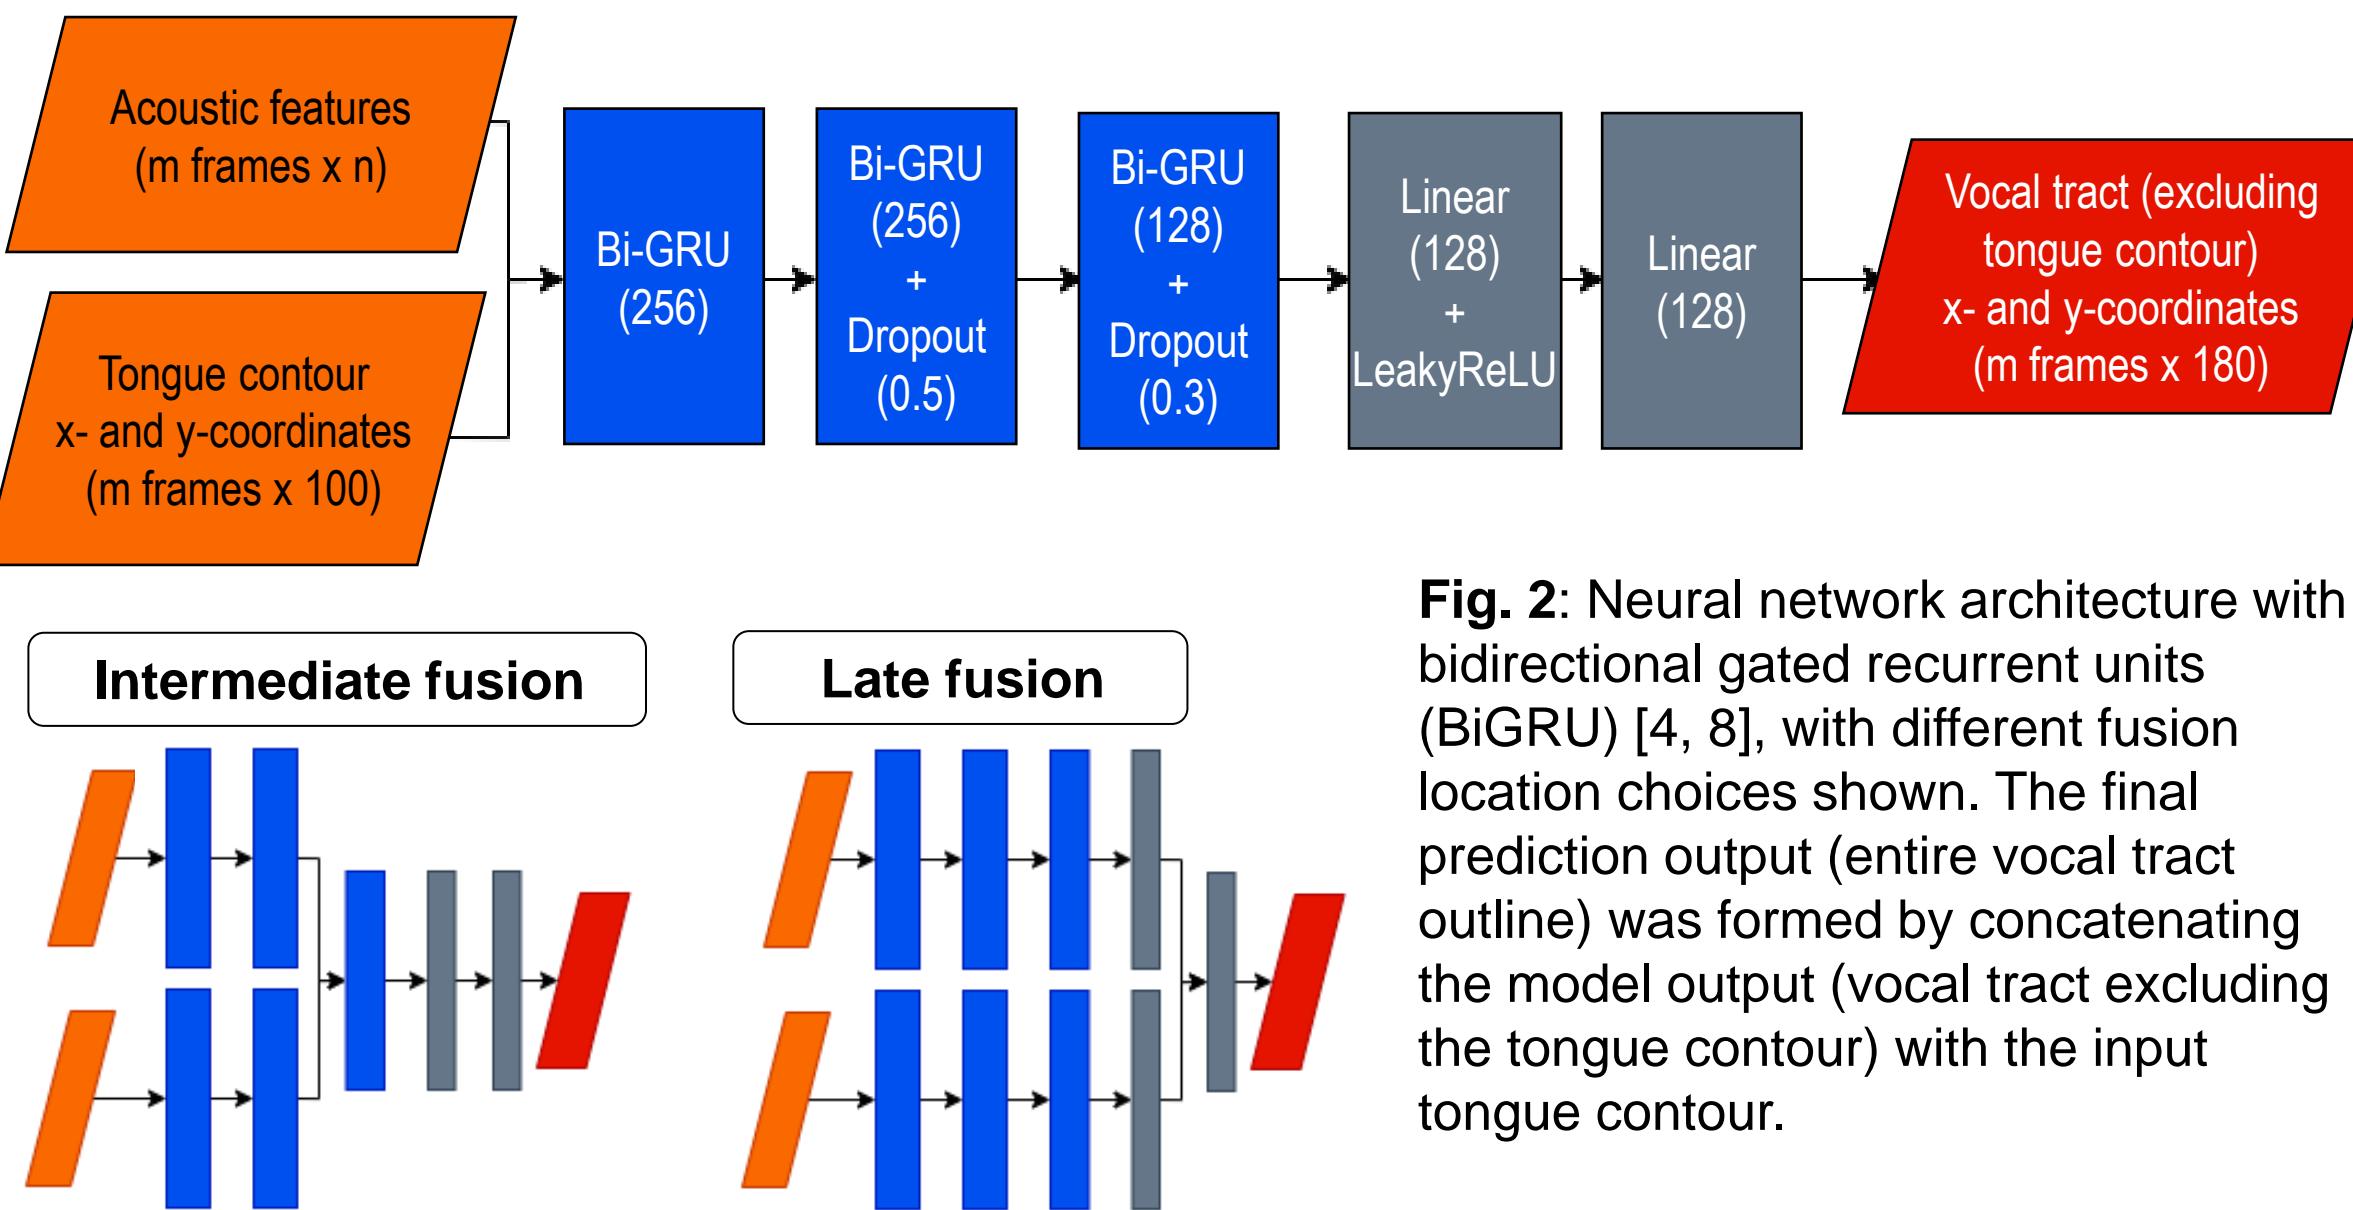 Acoustic features
(m frames x n)
Tongue contour
x- and y-coordinates
(m frames x 100)
Bi-GRU
(256)
Bi-GRU
(256)
+
Dropout
(0.5)
Bi-GRU
(128)
+
Dropout
(0.3)
Linear
(128)
+
LeakyReLU
Linear
(128)
Vocal tract (excluding
tongue contour)
x- and y-coordinates
(m frames x 180)
Intermediate fusion
Late fusion
Fig. 2: Neural network architecture with
bidirectional gated recurrent units
(BiGRU) [4, 8], with different fusion
location choices shown. The final
prediction output (entire vocal tract
outline) was formed by concatenating
the model output (vocal tract excluding
the tongue contour) with the input
tongue contour.